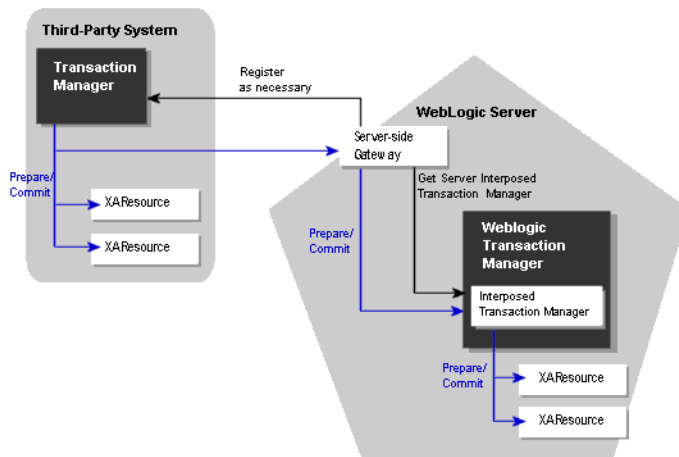 Third-Party System
Transaction
Manager
Prepare/
Commit
XAResource
XAResource
Register
as necessary
WebLogic Server
Server-side
Gateway
Get Server Interposed
Transaction Manager
Prepare/
Commit
Weblogic
Transaction
Manager
Interposed
Transaction Manager
Prepare/
Commit
XAResource
XAResource